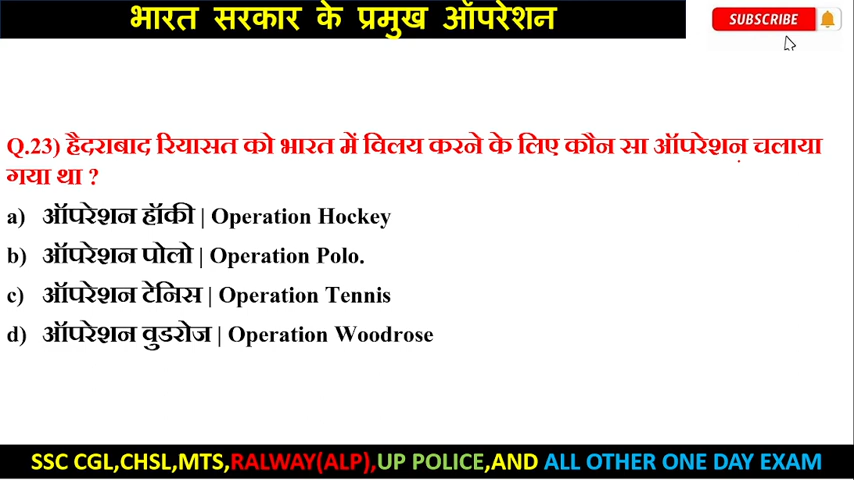 भारत सरकार के प्रमुख ऑपरेशन
SUBSCRIBE
Q.23) हैदराबाद रियासत को भारत में विलय करने के लिए कौन सा ऑपरेशन चलाया
गया था ?
a) ऑपरेशन हॉकी | Operation Hockey
b) ऑपरेशन पोलो | Operation Polo.
c) ऑपरेशन टेनिस | Operation Tennis
d) ऑपरेशन वुडरोज | Operation Woodrose
SSC CGL,CHSL,MTS,RALWAY(ALP),UP POLICE,AND ALL OTHER ONE DAY EXAM